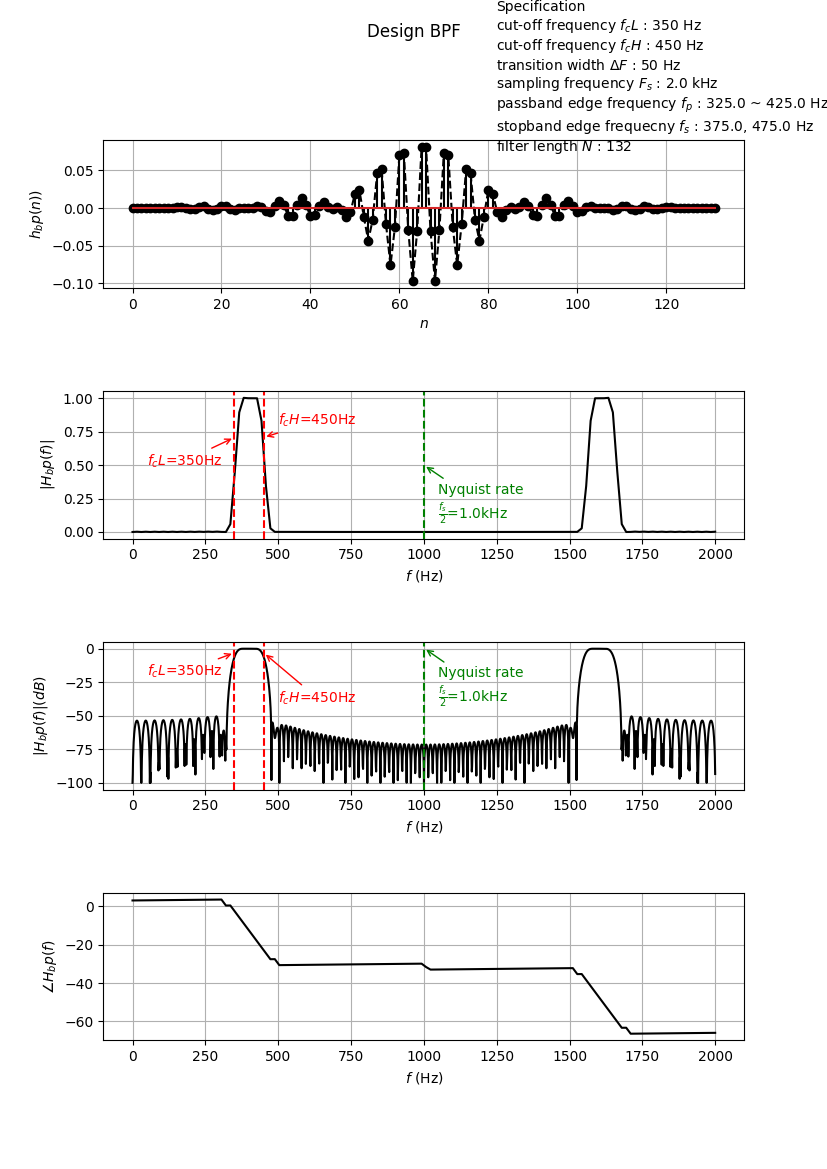 Specification
Design BPF
cut-off frequency f_cL : 350 Hz
cut-off frequency f_cH : 450 Hz
transition width ΔF : 50 Hz
sampling frequency F_s : 2.0 kHz
passband edge frequency f_p : 325.0 ~ 425.0 Hz
stopband edge frequecny f_s : 375.0, 475.0 Hz
filter length N : 132
h_bp(n))
0.05
0.00
−0.05
−0.10
0 20 40 60 80 100 120
n
|H_bp(f)|
1.00
0.75
0.50
0.25
0.00
f_cH=450Hz
f_cL=350Hz
Nyquist rate
f_s/2=1.0kHz
0 250 500 750 1000 1250 1500 1750 2000
f (Hz)
|H_bp(f)|(dB)
0
−25
−50
−75
−100
f_cL=350Hz
f_cH=450Hz
Nyquist rate
f_s/2=1.0kHz
0 250 500 750 1000 1250 1500 1750 2000
f (Hz)
∠H_bp(f)
0
−20
−40
−60
0 250 500 750 1000 1250 1500 1750 2000
f (Hz)